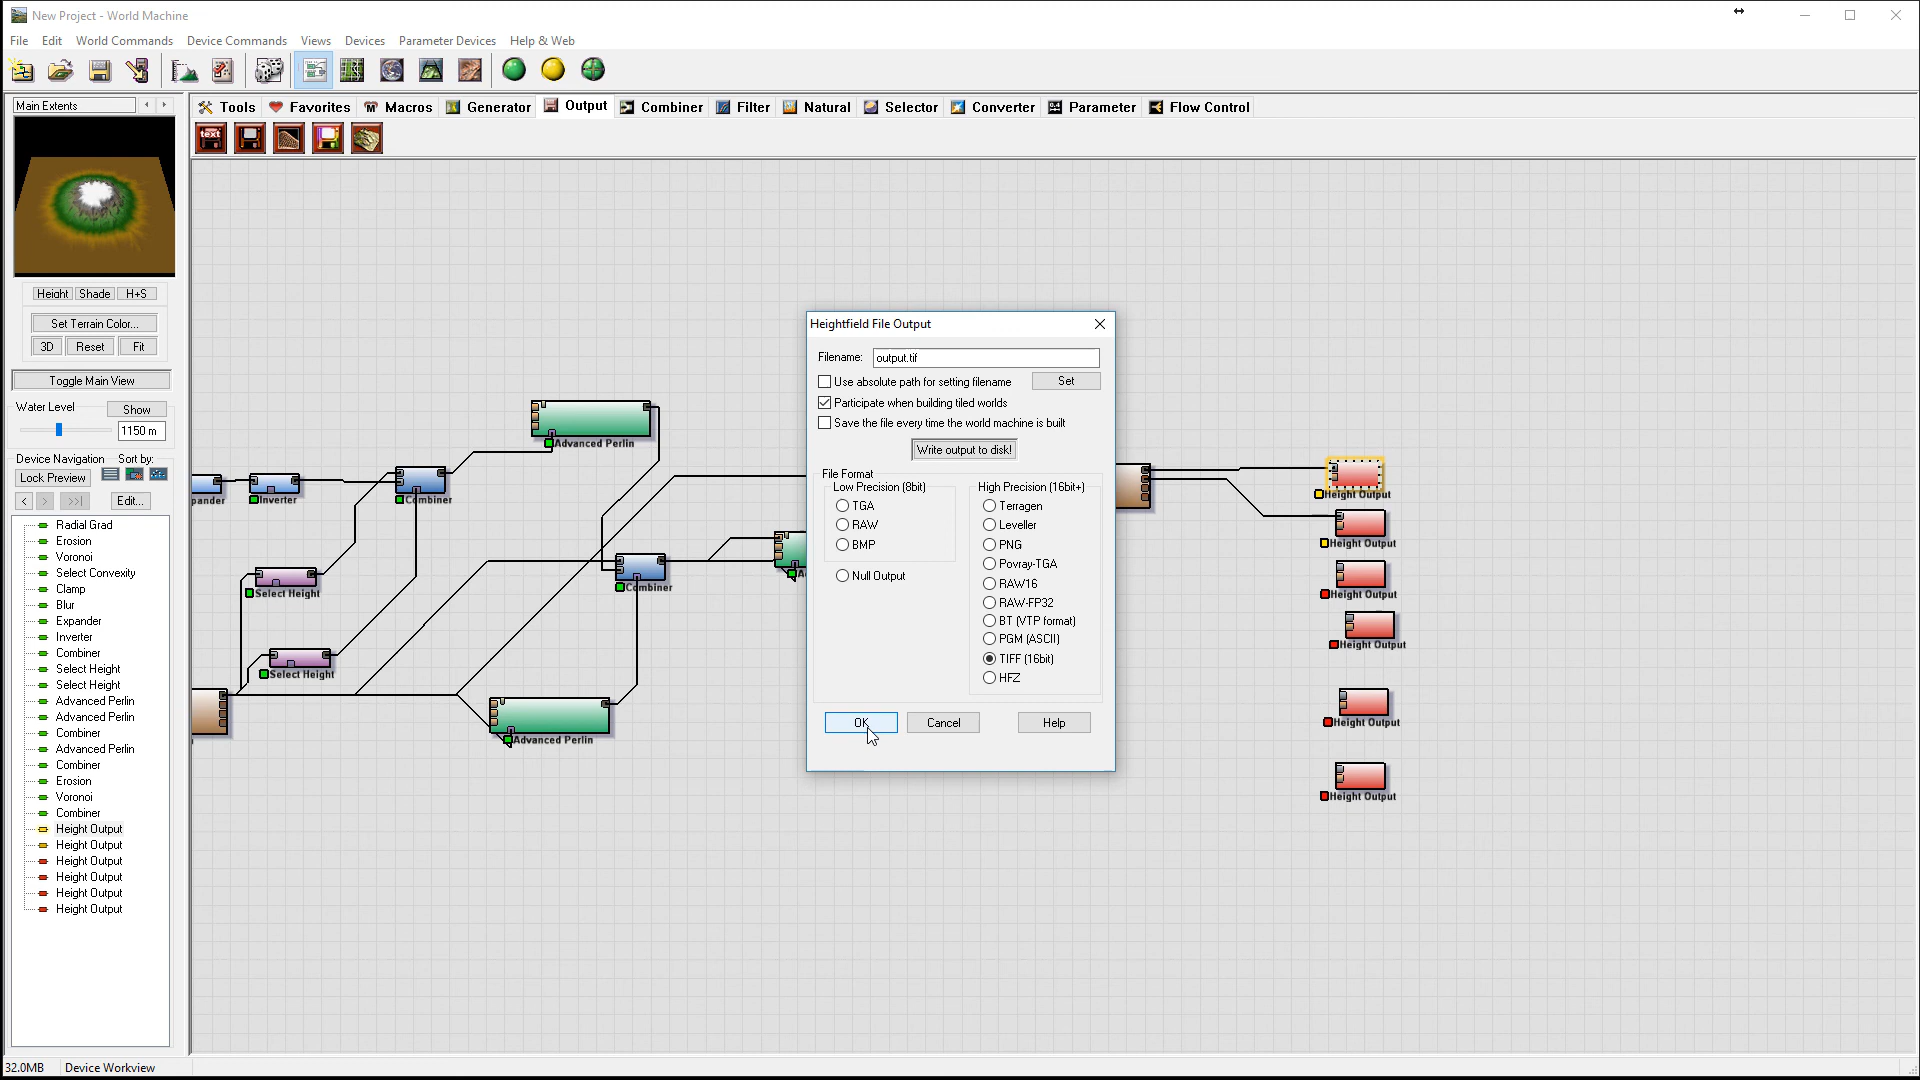 New Project - World Machine
File Edit World Commands Device Commands Views Devices Parameter Devices Help & Web
Main Extents
Tools Favorites Macros Generator Output Combiner Filter Natural Selector Converter Parameter Flow Control
text
Height Shade H+S
Set Terrain Color...
3D Reset Fit
Toggle Main View
Water Level Show
1150 m
Device Navigation Sort by:
Lock Preview
< > >>| Edit...
Radial Grad
Erosion
Voronoi
Select Convexity
Clamp
Blur
Expander
Inverter
Combiner
Select Height
Select Height
Advanced Perlin
Advanced Perlin
Combiner
Advanced Perlin
Combiner
Erosion
Voronoi
Combiner
Height Output
Height Output
Height Output
Height Output
Height Output
Height Output
32.0MB Device Workview
pander
Inverter
Combiner
Advanced Perlin
Select Height
Select Height
Combiner
Advanced Perlin
A
Heightfield File Output
Filename: output.tif
Use absolute path for setting filename Set
Participate when building tiled worlds
Save the file every time the world machine is built
Write output to disk!
File Format
Low Precision (8bit)
TGA
RAW
BMP
Null Output
High Precision (16bit+)
Terragen
Leveller
PNG
Povray-TGA
RAW16
RAW-FP32
BT (VTP format)
PGM (ASCII)
TIFF (16bit)
HFZ
OK Cancel Help
Height Output
Height Output
Height Output
Height Output
Height Output
Height Output